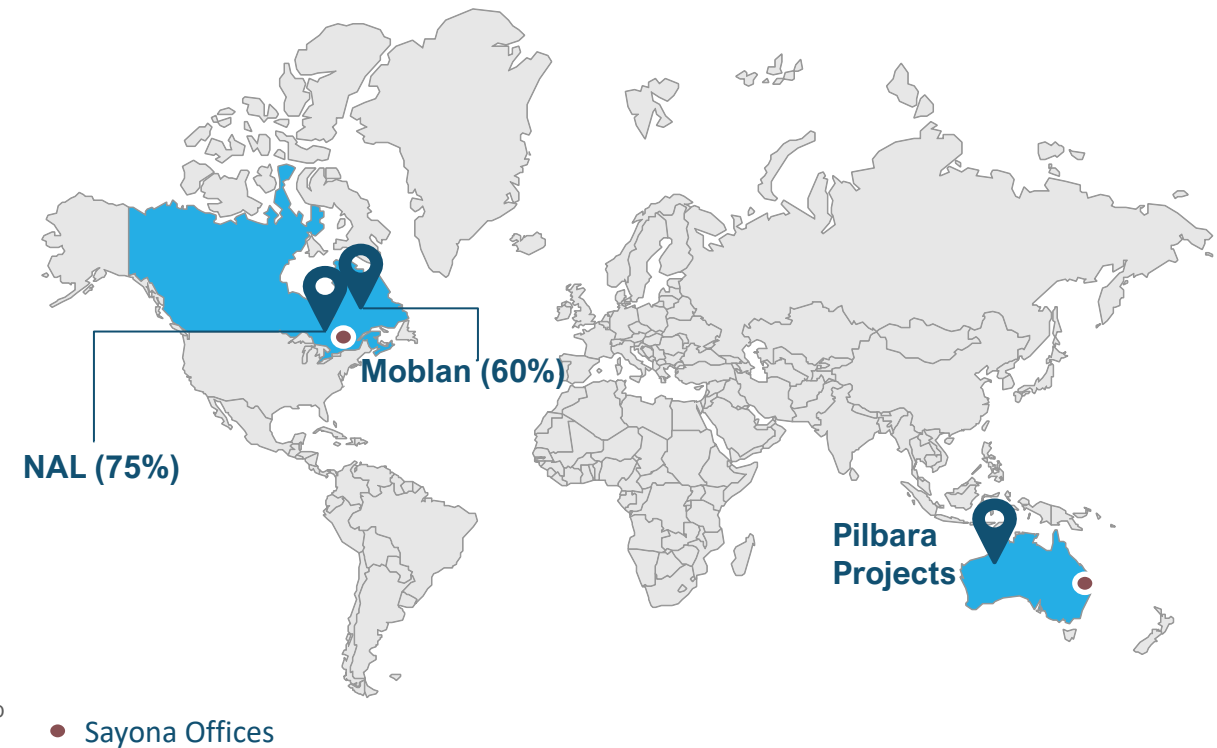 Moblan (60%)
NAL (75%)
Pilbara
Projects
Sayona Offices